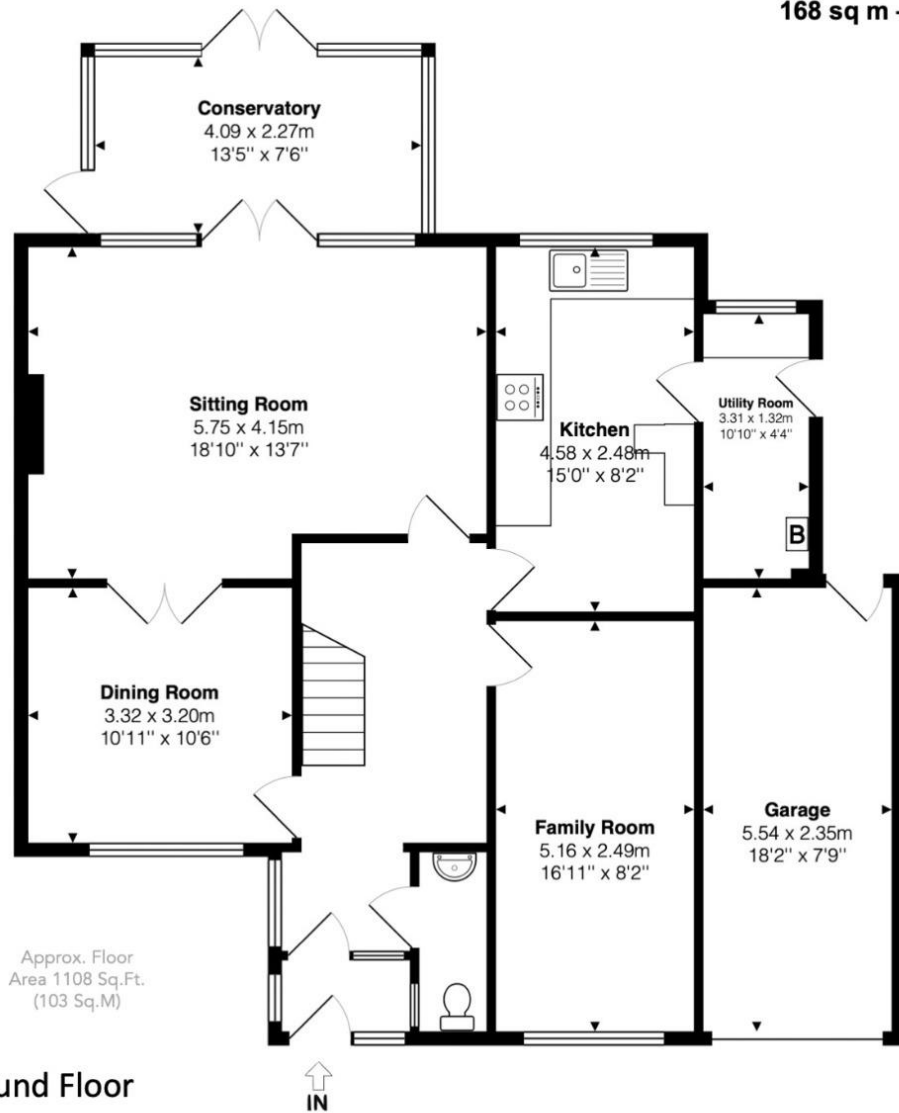 168 sq m -
Conservatory
4.09 x 2.27m
13'5'' x 7'6''
Sitting Room
5.75 x 4.15m
18'10'' x 13'7''
Kitchen
4.58 x 2.48m
15'0'' x 8'2''
Utility Room
3.31 x 1.32m
10'10'' x 4'4''
B
Dining Room
3.32 x 3.20m
10'11'' x 10'6''
Family Room
5.16 x 2.49m
16'11'' x 8'2''
Garage
5.54 x 2.35m
18'2'' x 7'9''
Approx. Floor
Area 1108 Sq.Ft.
(103 Sq.M)
und Floor
IN